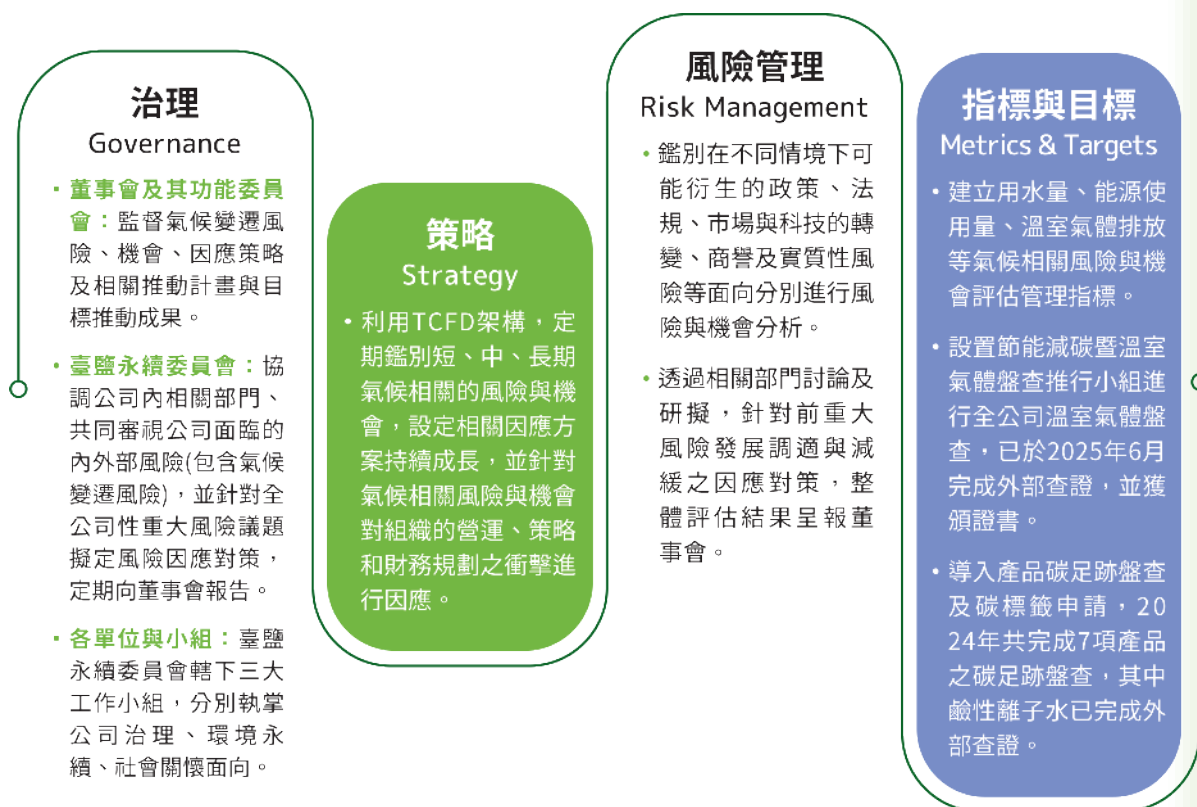 治理
Governance
• 董事會及其功能委員
會：監督氣候變遷風
險、機會、因應策略
及相關推動計畫與目
標推動成果。
• 臺鹽永續委員會：協
調公司內相關部門、
共同審視公司面臨的
內外部風險(包含氣候
變遷風險)，並針對全
公司性重大風險議題
擬定風險因應對策，
定期向董事會報告。
• 各單位與小組：臺鹽
永續委員會轄下三大
工作小組，分別執掌
公司治理、環境永
續、社會關懷面向。
策略
Strategy
• 利用TCFD架構，定
期鑑別短、中、長期
氣候相關的風險與機
會，設定相關因應方
案持續成長，並針對
氣候相關風險與機會
對組織的營運、策略
和財務規劃之衝擊進
行因應。
風險管理
Risk Management
• 鑑別在不同情境下可
能衍生的政策、法
規、市場與科技的轉
變、商譽及實質性風
險等面向分別進行風
險與機會分析。
• 透過相關部門討論及
研擬，針對前重大
風險發展調適與減
緩之因應對策，整
體評估結果呈報董
事會。
指標與目標
Metrics & Targets
• 建立用水量、能源使
用量、溫室氣體排放
等氣候相關風險與機
會評估管理指標。
• 設置節能減碳暨溫室
氣體盤查推行小組進
行全公司溫室氣體盤
查，已於2025年6月
完成外部查證，並獲
頒證書。
• 導入產品碳足跡盤查
及碳標籤申請，20
24年共完成7項產品
之碳足跡盤查，其中
鹼性離子水已完成外
部查證。